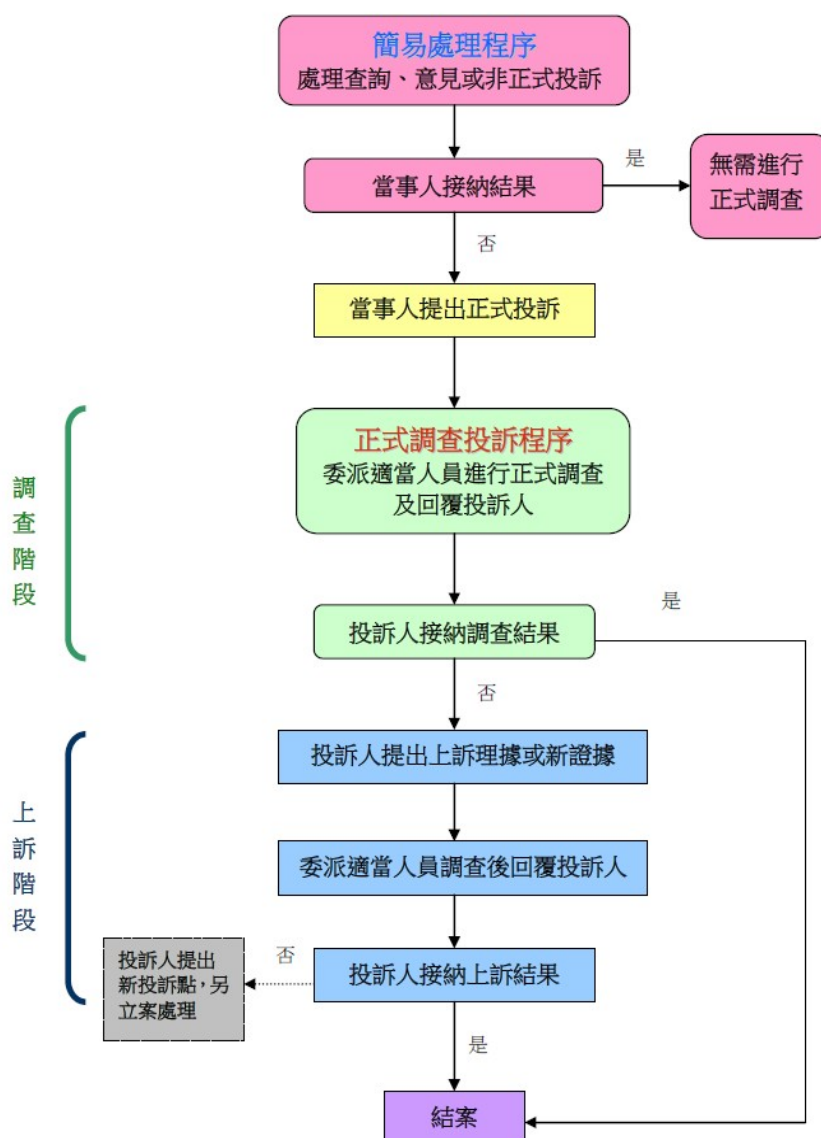 簡易處理程序
處理查詢、意見或非正式投訴
是
當事人接納結果
無需進行
正式調查
否
當事人提出正式投訴
調查階段
正式調查投訴程序
委派適當人員進行正式調查
及回覆投訴人
是
投訴人接納調查結果
否
上訴階段
投訴人提出上訴理據或新證據
委派適當人員調查後回覆投訴人
投訴人接納上訴結果
否
投訴人提出
新投訴點，另
立案處理
是
結案